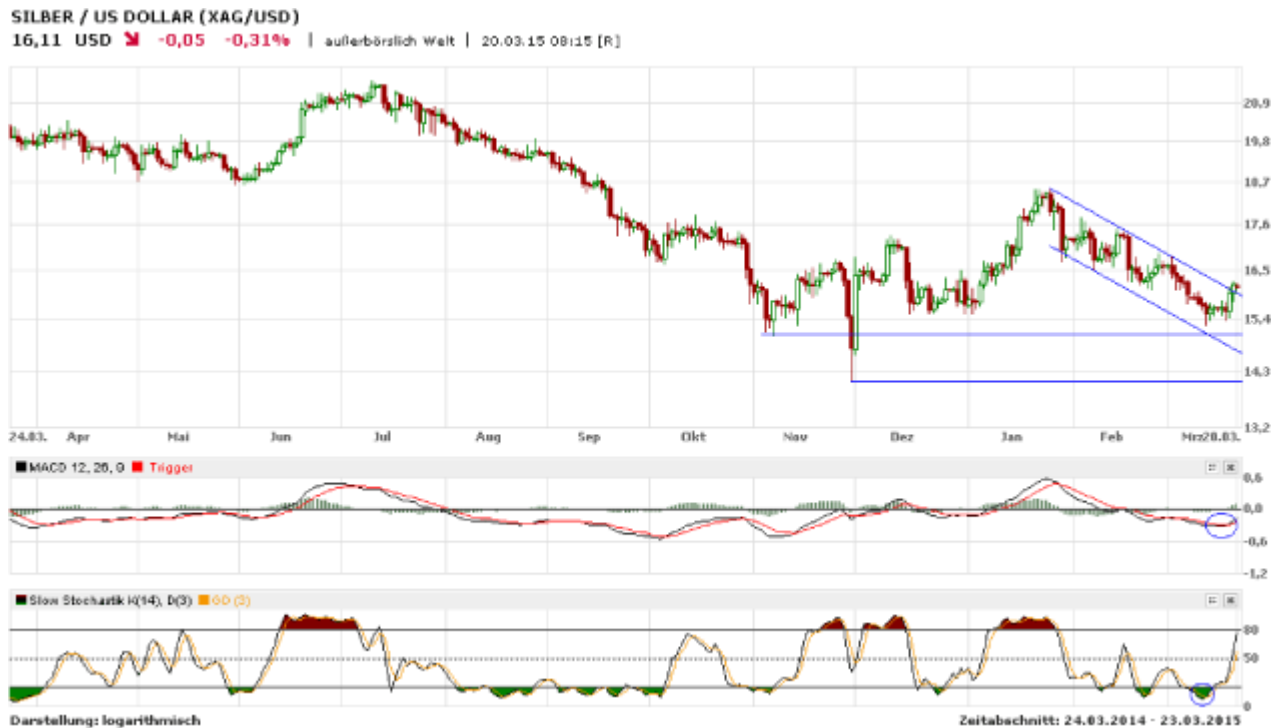 SILBER / US DOLLAR (XAG/USD)
16,11 USD -0,05 -0,31% | außerbörslich Welt | 20.03.15 08:15 [R]
20,9
19,8
18,7
17,6
16,5
15,4
14,3
13,2
24.03. Apr Mai Jun Jul Aug Sep Okt Nov Dez Jan Feb Mrz 20.03.
MACD 12, 26, 9 Trigger
0,6
0,0
-0,6
-1,2
Slow Stochastik K(14), D(3) GD (3)
80
50
0
Darstellung: logarithmisch Zeitabschnitt: 24.03.2014 - 23.03.2015